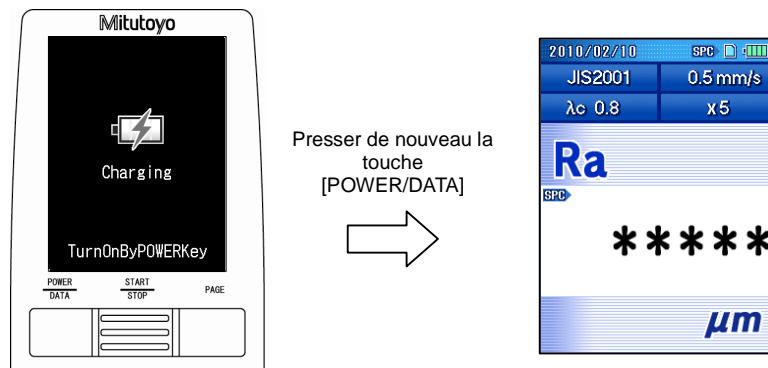 Mitutoyo
Charging
TurnOnByPOWERKey
POWER
DATA
START
STOP
PAGE
Presser de nouveau la
touche
[POWER/DATA]
2010/02/10 SPC
JIS2001 0.5 mm/s
λc 0.8 x 5
Ra
SPC
*****
µm